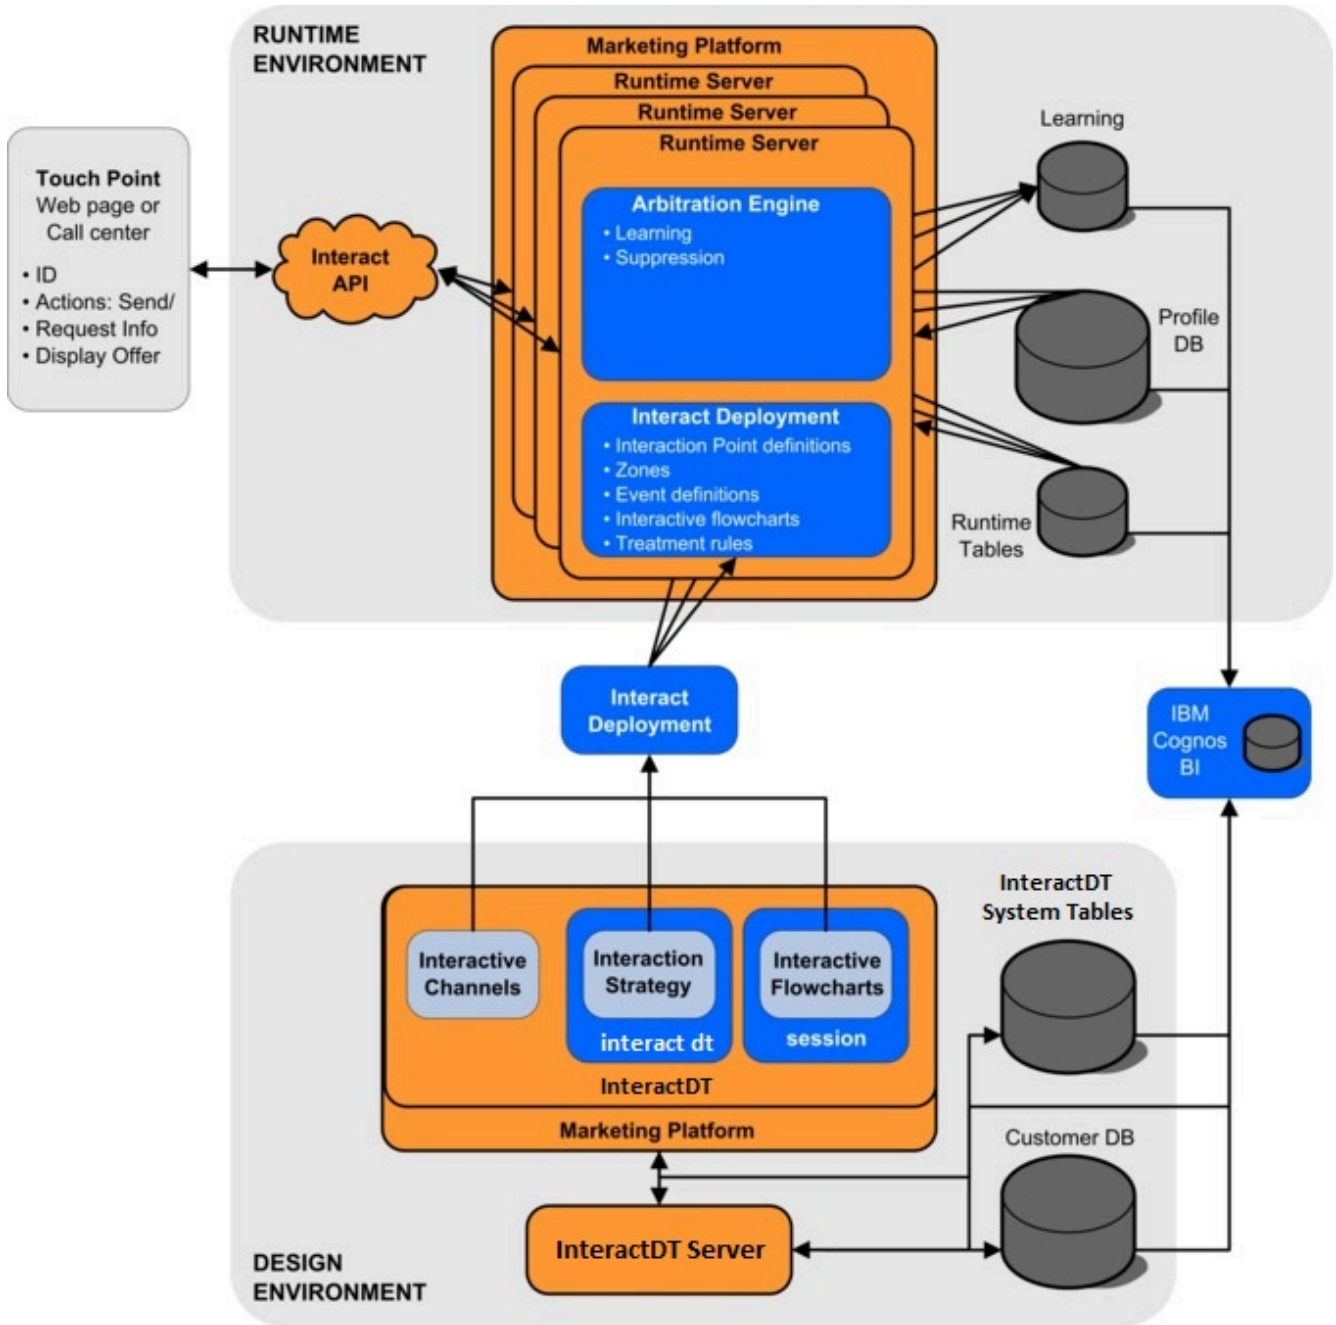 RUNTIME
ENVIRONMENT
Marketing Platform
Runtime Server
Runtime Server
Runtime Server
Touch Point
Web page or
Call center
• ID
• Actions: Send/
• Request Info
• Display Offer
Interact
API
Arbitration Engine
• Learning
• Suppression
Interact Deployment
• Interaction Point definitions
• Zones
• Event definitions
• Interactive flowcharts
• Treatment rules
Learning
Profile
DB
Runtime
Tables
Interact
Deployment
IBM
Cognos
BI
Interactive
Channels
Interaction
Strategy
interact dt
Interactive
Flowcharts
session
InteractDT
Marketing Platform
InteractDT
System Tables
Customer DB
InteractDT Server
DESIGN
ENVIRONMENT